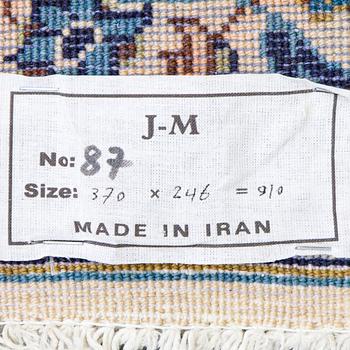 J-M
No: 87
Size: 370 x 246 = 910
MADE IN IRAN